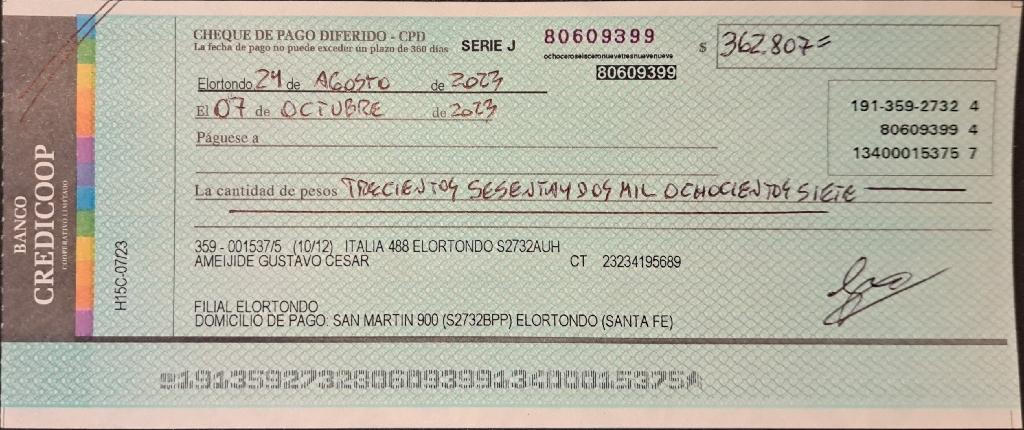 BANCO
CREDICOOP
COOPERATIVO LIMITADO
H15C-07/23
CHEQUE DE PAGO DIFERIDO - CPD
La fecha de pago no puede exceder un plazo de 360 días
SERIE J
80609399
ochoceroseisceronuevetresnuevenueve
80609399
$ 362.807=
Elortondo 24 de AGOSTO de 2023
El 07 de OCTUBRE de 2023
Páguese a
191-359-2732 4
80609399 4
13400015375 7
La cantidad de pesos TRECIENTOS SESENTA Y DOS MIL OCHOCIENTOS SIETE
359 - 001537/5 (10/12) ITALIA 488 ELORTONDO S2732AUH
AMEIJIDE GUSTAVO CESAR CT 23234195689
FILIAL ELORTONDO
DOMICILIO DE PAGO: SAN MARTIN 900 (S2732BPP) ELORTONDO (SANTA FE)